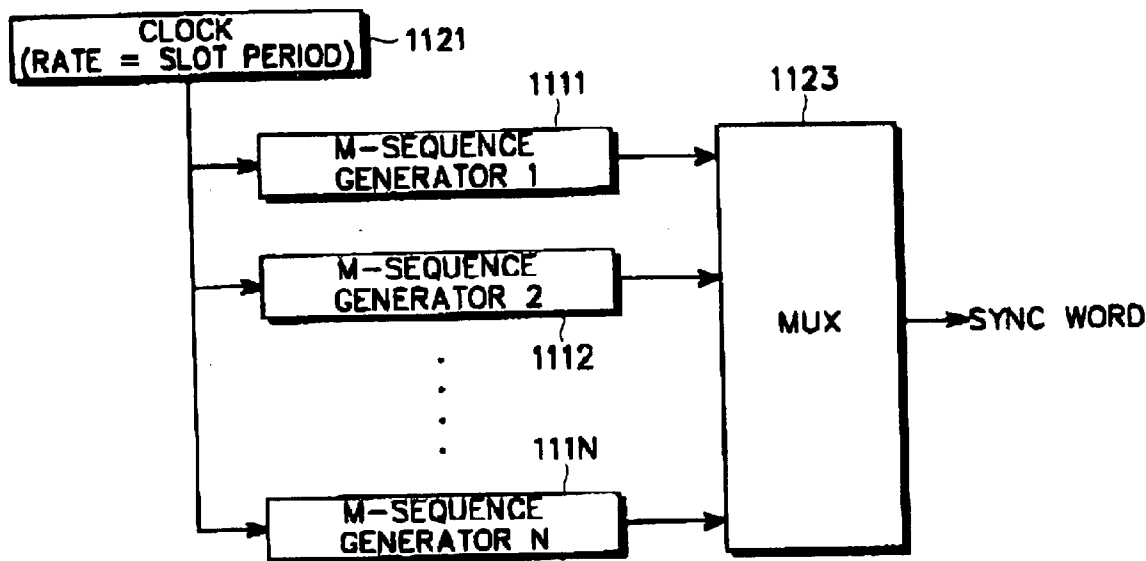 CLOCK
(RATE = SLOT PERIOD)
1121
1111
1123
M-SEQUENCE
GENERATOR 1
M-SEQUENCE
GENERATOR 2
MUX
SYNC WORD
1112
111N
M-SEQUENCE
GENERATOR N